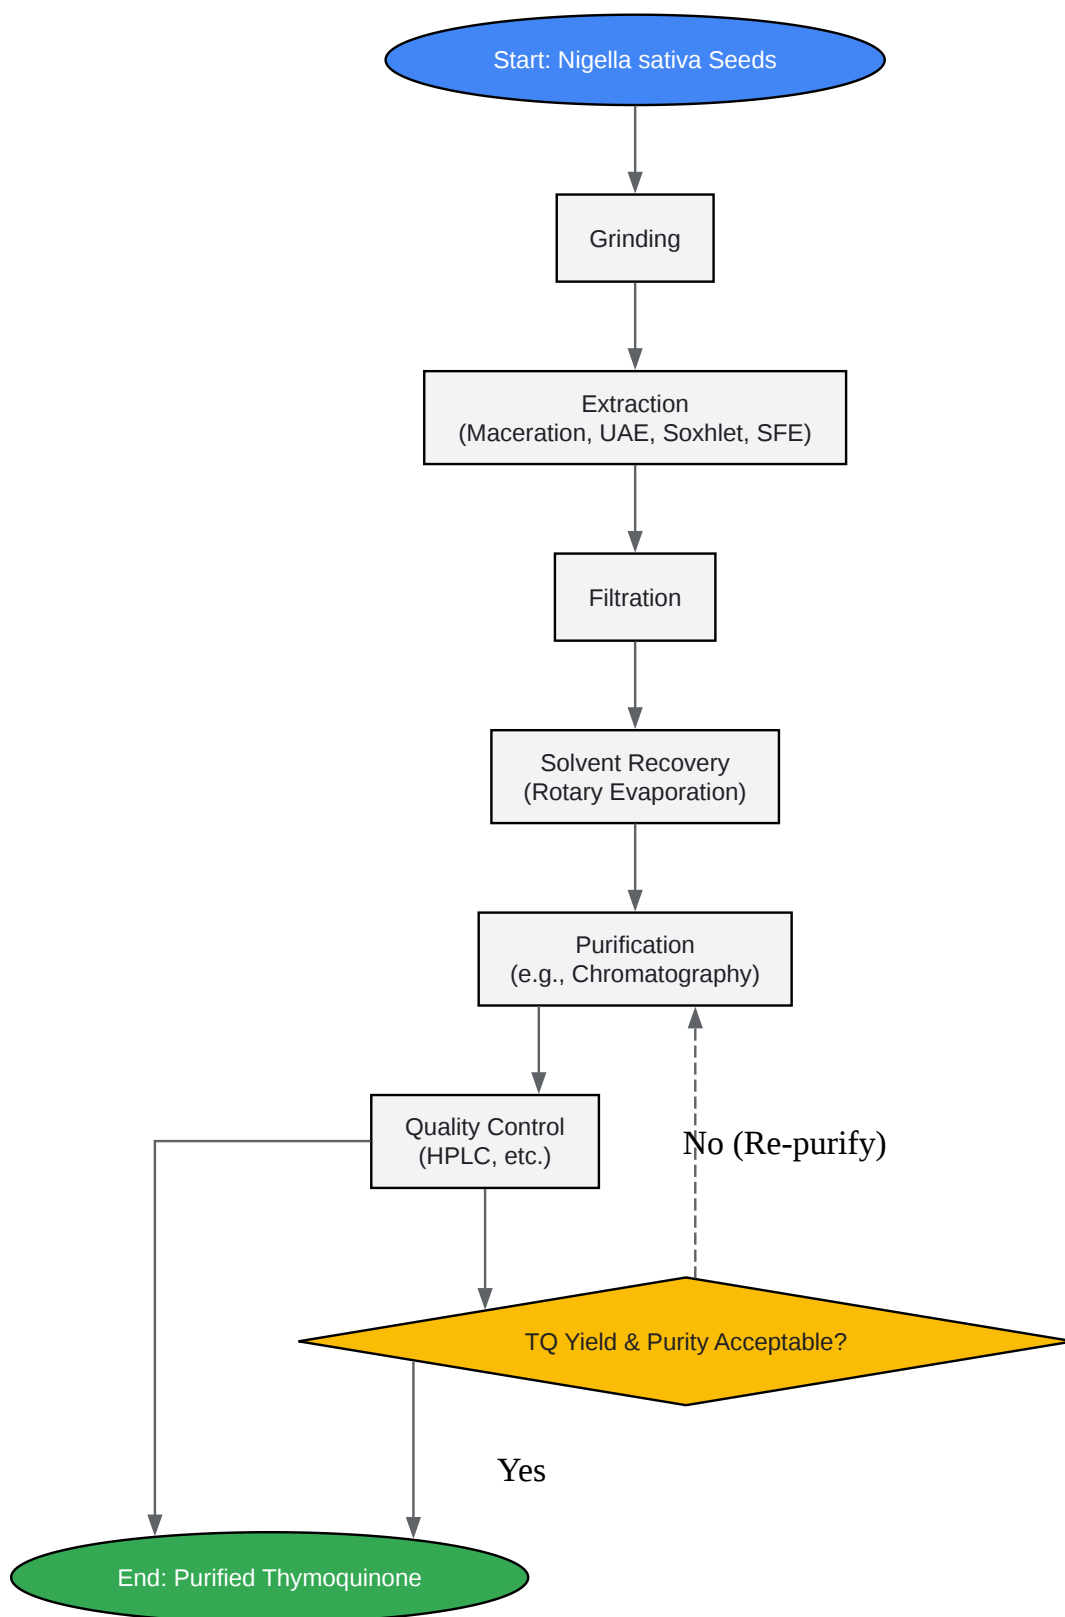 Start: Nigella sativa Seeds
Grinding
Extraction
(Maceration, UAE, Soxhlet, SFE)
Filtration
Solvent Recovery
(Rotary Evaporation)
Purification
(e.g., Chromatography)
Quality Control
(HPLC, etc.)
No (Re-purify)
TQ Yield & Purity Acceptable?
Yes
End: Purified Thymoquinone